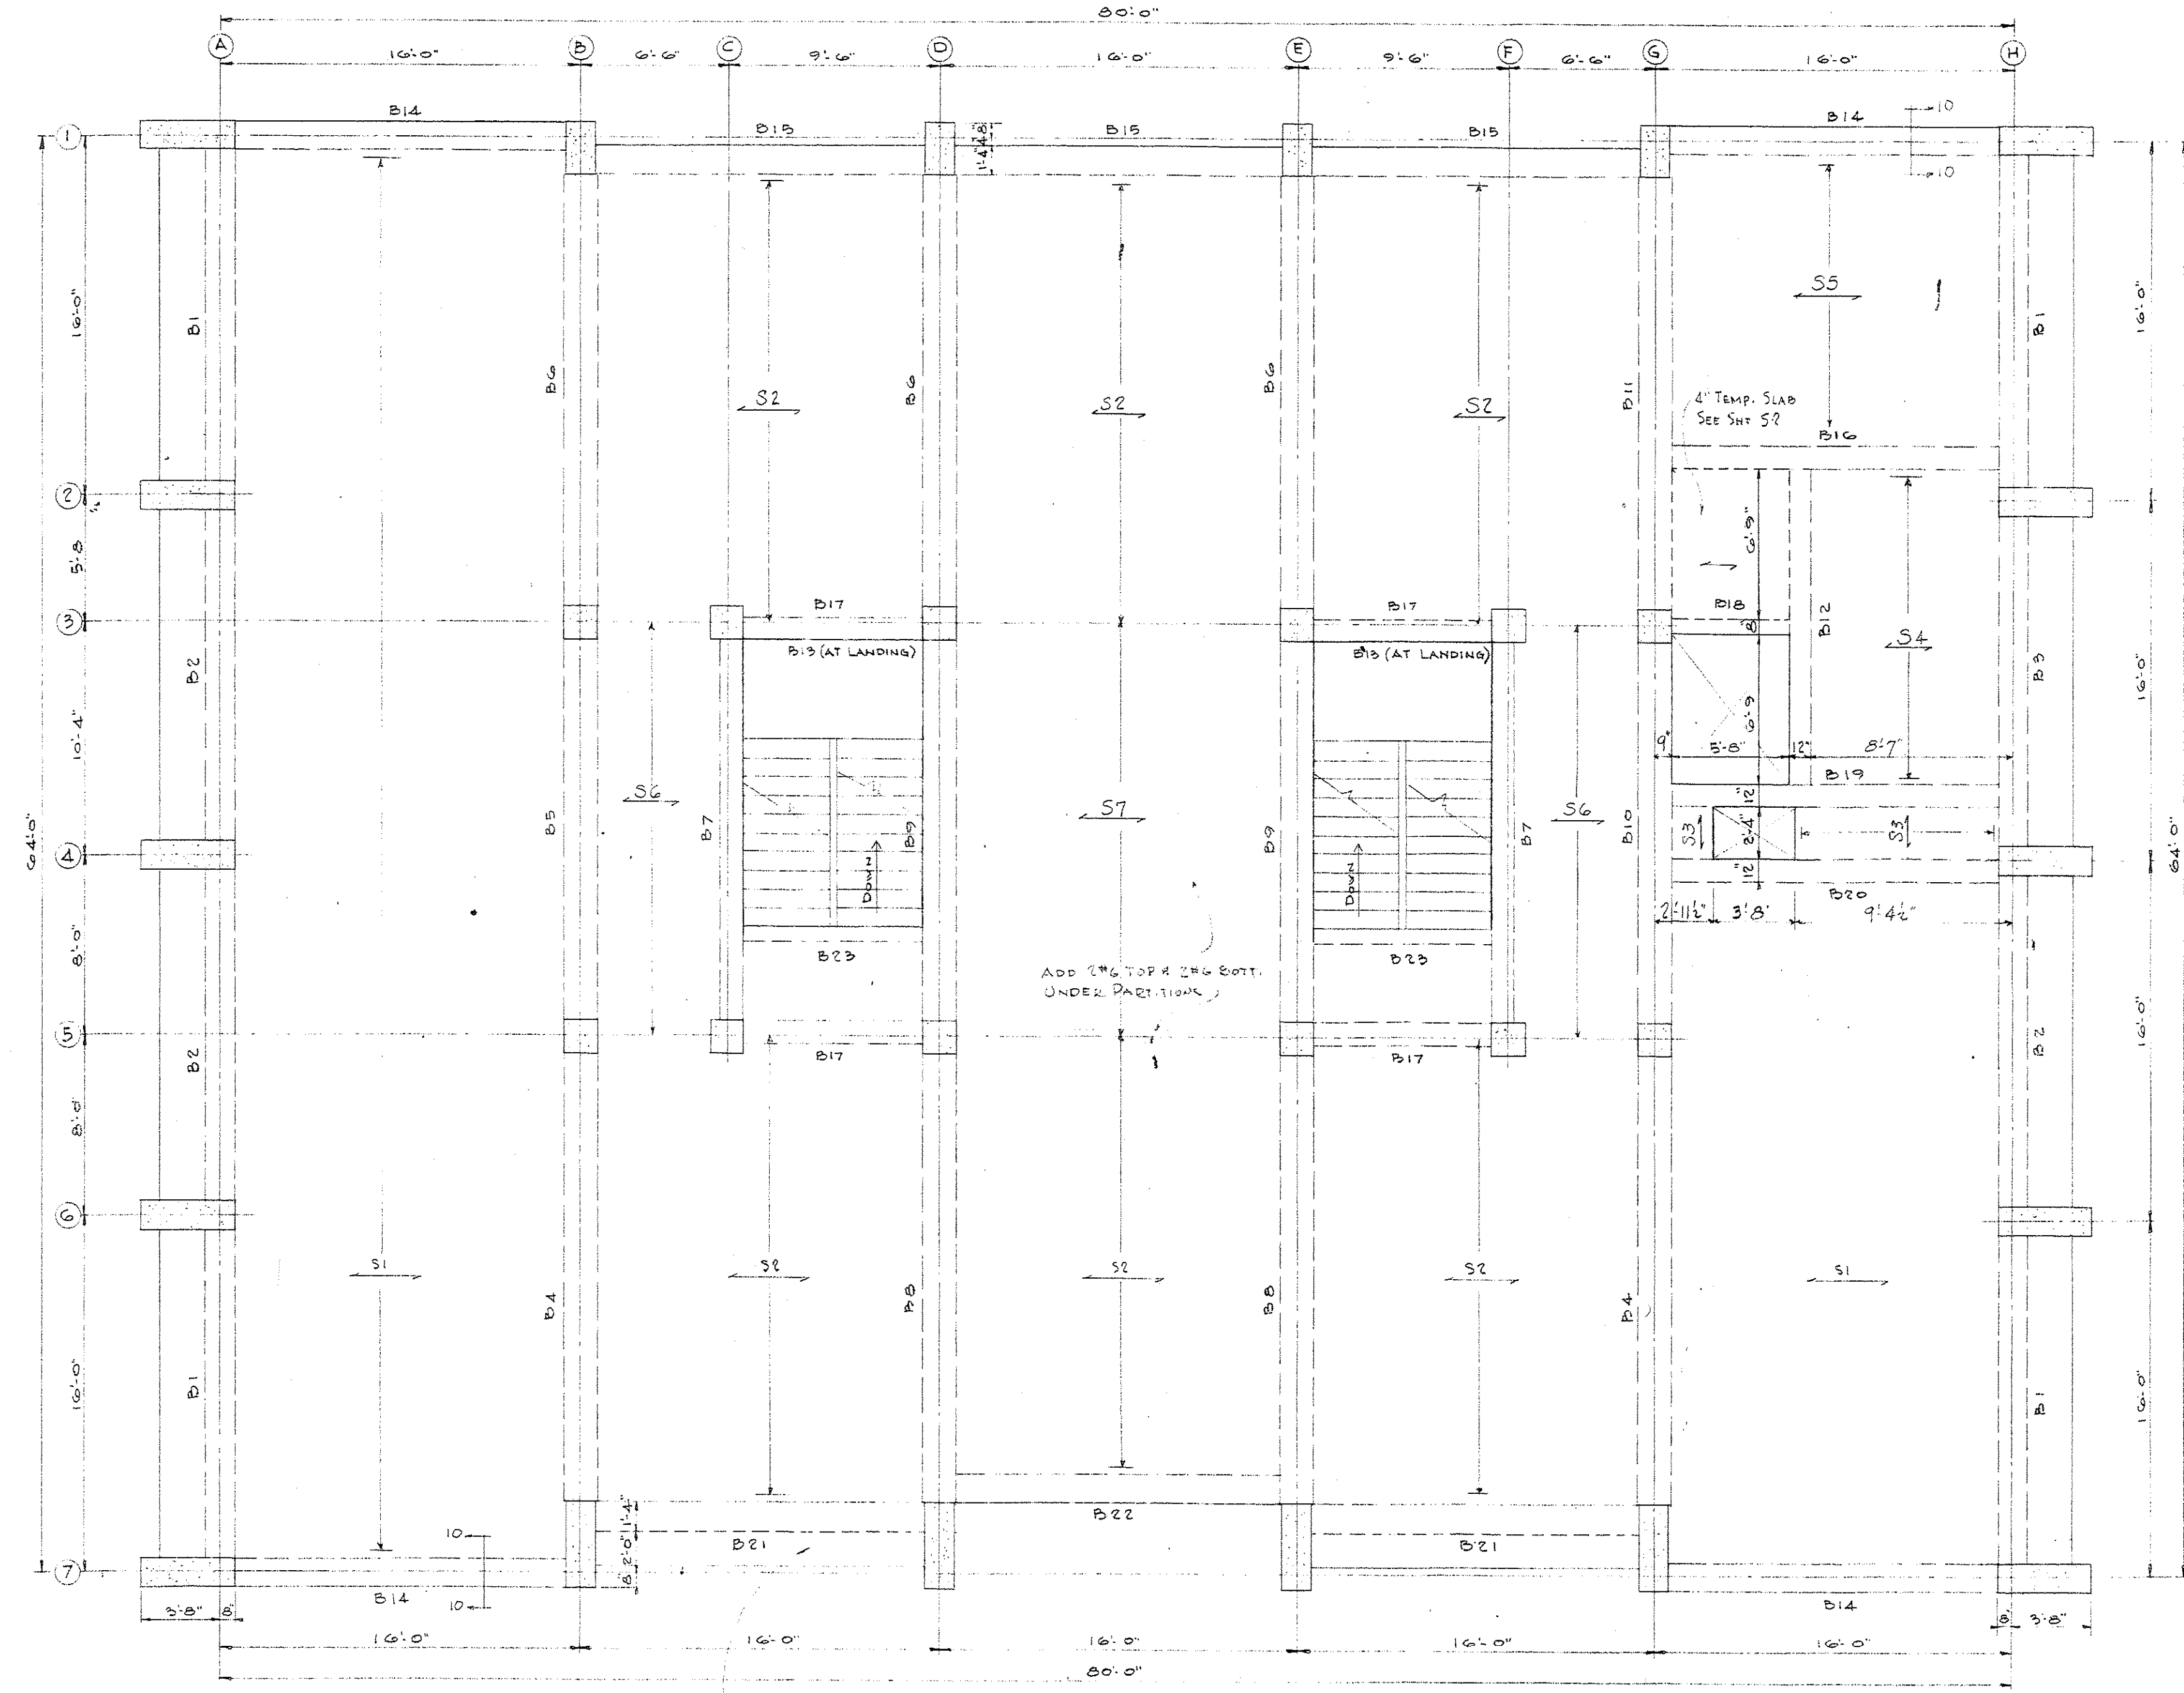 80'-0"
A B C D E F G H
16'-0" 6'-6" 9'-6" 16'-0" 9'-6" 6'-6" 16'-0"
B14 B15 B15 B15 B14
10
10
1'-4" 8"
1
16'-0" B1 B6 B6 B6 B11 B1 16'-0"
S5
S2 S2 S2
4" TEMP. SLAB
SEE SHT S2
B16
2
5'-8 6'-9"
3
B17 B17 B18 8" B12
B13 (AT LANDING) B13 (AT LANDING)
S4
B2 B3 16'-0"
10'-4" 6'-9
9" 5'-8" 12" 8'-7"
B19
S6 S7 S6
B5 B7 B9 B9 B7 B10
12"
S3 2'-4" S3
12"
4
64'-0" 64'-0"
DOWN DOWN
B20
2'-11½" 3'-8" 9'-4½"
8'-0"
B23 B23
ADD 2#6 TOP & 2#6 BOTT.
UNDER PARTITIONS
5
B2 B17 B17 B2 16'-0"
8'-0"
6
S1 S2 S2 S2 S1
B4 B8 B8 B4
16'-0" B1 B1 16'-0"
B22
1'-4"
2'-0"
8
10
B21 B21
7
B14 10 B14
3'-8" 8" 8 3'-8"
16'-0" 16'-0" 16'-0" 16'-0" 16'-0"
80'-0"